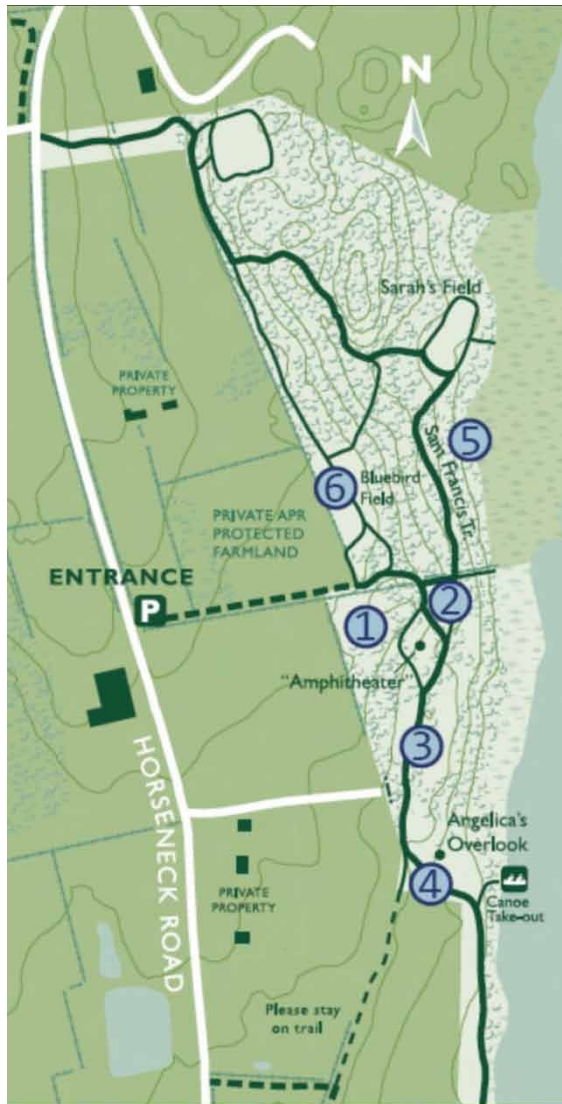 N
Sarah's Field
PRIVATE
PROPERTY
5
Sam Francis Tr.
6
Bluebird
Field
PRIVATE APR
PROTECTED
FARMLAND
ENTRANCE
P
2
1
"Amphitheater"
3
HORSENECK ROAD
Angelica's
Overlook
4
Canoe
Take-out
PRIVATE
PROPERTY
Please stay
on trail